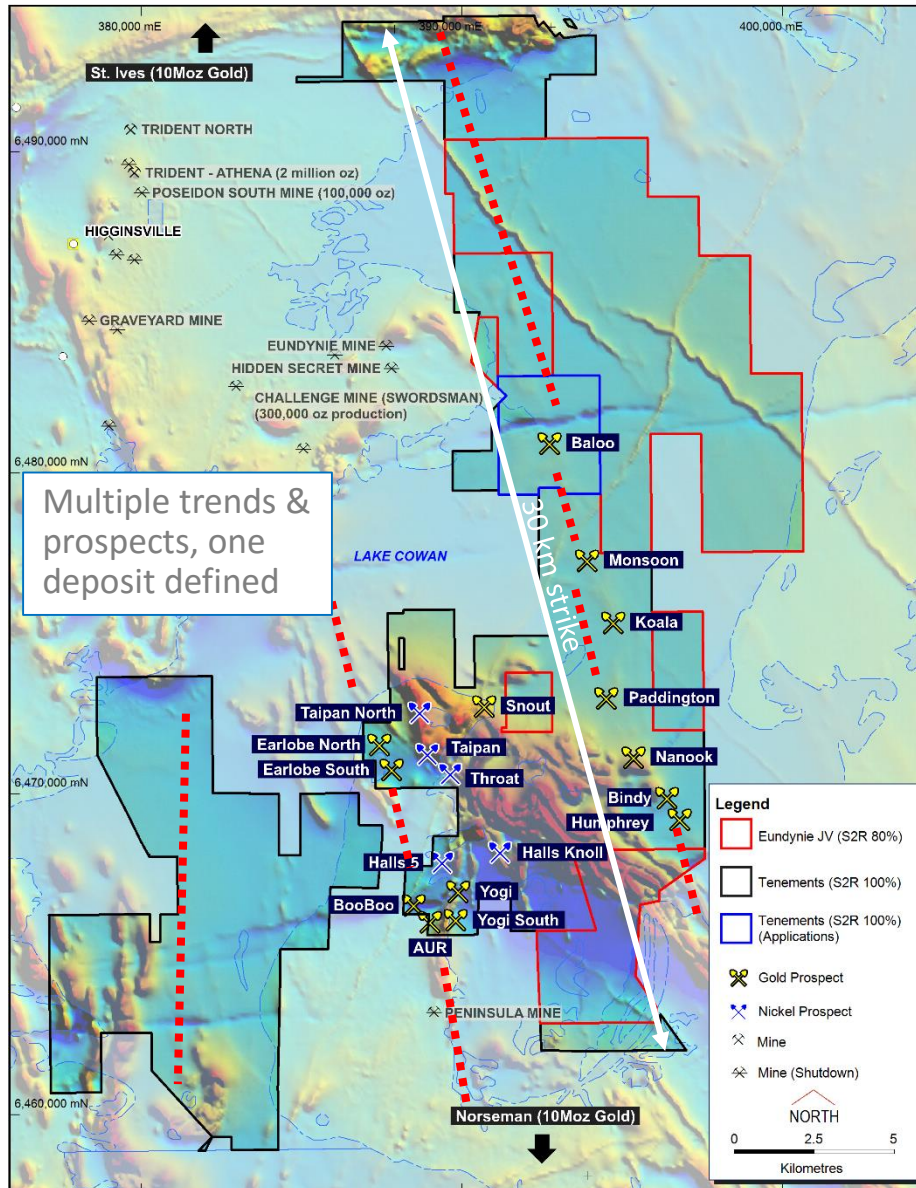 380,000 mE
390,000 mE
400,000 mE
St. Ives (10Moz Gold)
TRIDENT NORTH
6,490,000 mN
TRIDENT - ATHENA (2 million oz)
POSEIDON SOUTH MINE (100,000 oz)
HIGGINSVILLE
GRAVEYARD MINE
EUNDYNIE MINE
HIDDEN SECRET MINE
CHALLENGE MINE (SWORDSMAN)
(300,000 oz production)
Baloo
6,480,000 mN
Multiple trends &
prospects, one
deposit defined
LAKE COWAN
30 km strike
Monsoon
Koala
Paddington
Snout
Taipan North
Earlobe North
Taipan
Earlobe South
Throat
Nanook
6,470,000 mN
Bindy
Humphrey
Halls Knoll
Halls 5
Yogi
BooBoo
Yogi South
AUR
PENINSULA MINE
6,460,000 mN
Norseman (10Moz Gold)
Legend
Eundynie JV (S2R 80%)
Tenements (S2R 100%)
Tenements (S2R 100%)
(Applications)
Gold Prospect
Nickel Prospect
Mine
Mine (Shutdown)
NORTH
0
2.5
5
Kilometres